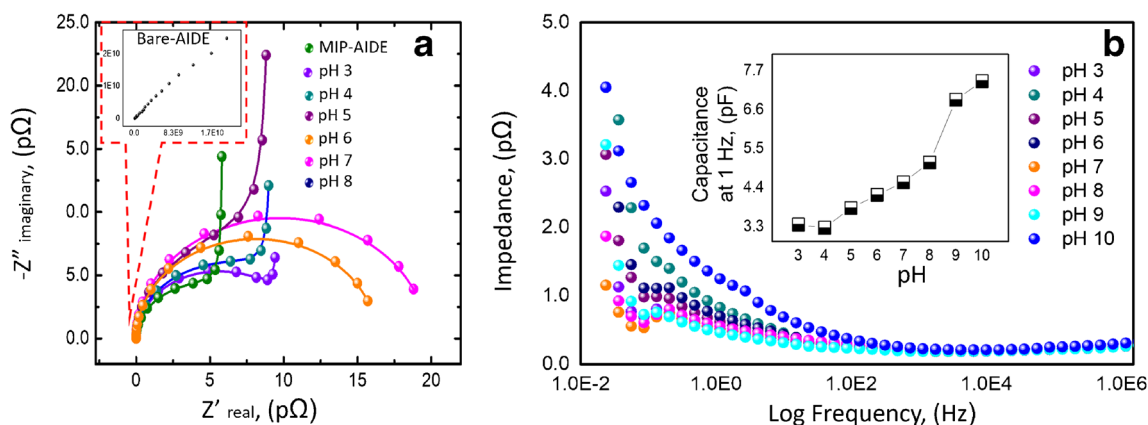 a
25.0
20.0
15.0
0.0
5.0
0.0
-Z″ imaginary, (pΩ)
0
5
10
15
20
Z′ real, (pΩ)
Bare-AIDE
2E10
1E10
0
0.0
8.3E9
1.7E10
MIP-AIDE
pH 3
pH 4
pH 5
pH 6
pH 7
pH 8
b
5.0
4.0
3.0
2.0
1.0
0.0
Impedance, (pΩ)
1.0E-2
1.0E0
1.0E2
1.0E4
1.0E6
Log Frequency, (Hz)
Capacitance
at 1 Hz, (pF)
7.7
6.6
5.5
4.4
3.3
3 4 5 6 7 8 9 10
pH
pH 3
pH 4
pH 5
pH 6
pH 7
pH 8
pH 9
pH 10